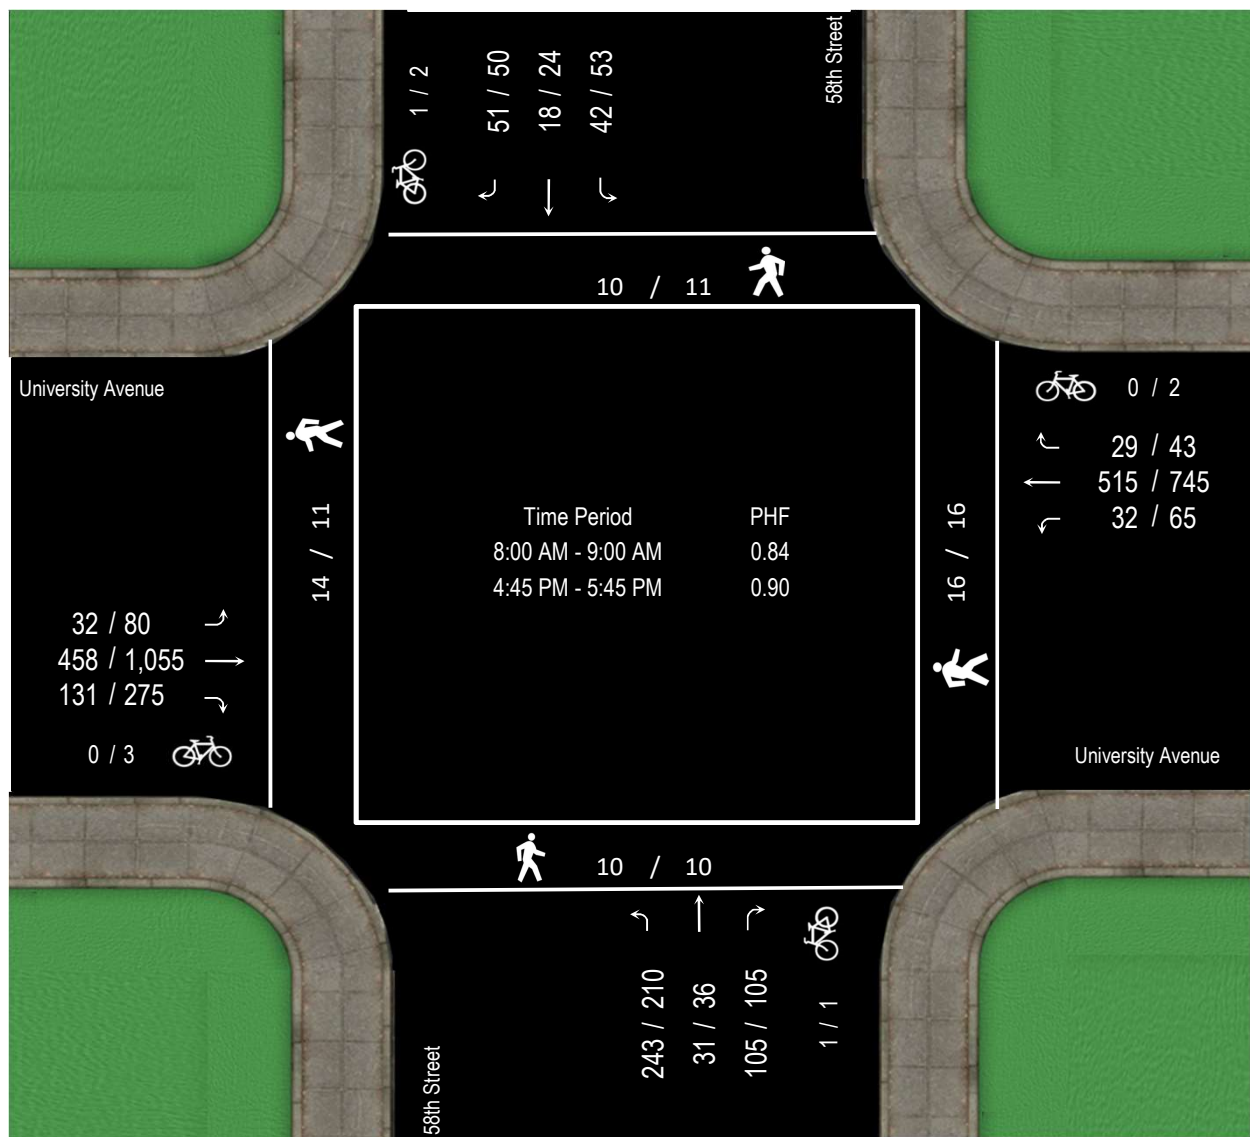 58th Street
1 / 2
51 / 50
18 / 24
42 / 53
10 / 11
University Avenue
0 / 2
29 / 43
515 / 745
32 / 65
14 / 11
Time Period PHF
8:00 AM - 9:00 AM 0.84
4:45 PM - 5:45 PM 0.90
16 / 16
32 / 80
458 / 1,055
131 / 275
0 / 3
University Avenue
10 / 10
243 / 210
31 / 36
105 / 105
1 / 1
58th Street